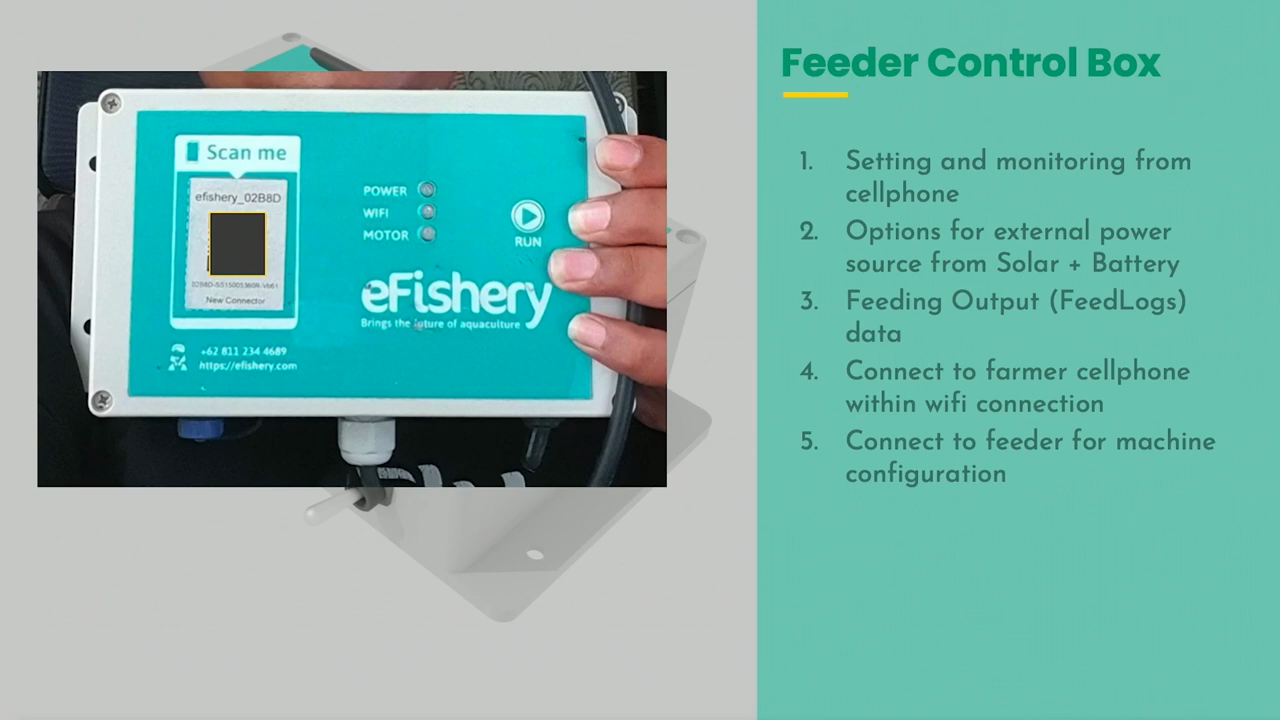 Feeder Control Box
Scan me
efishery_02B8D
New Connector
POWER
WIFI
MOTOR
RUN
eFishery
Brings the future of aquaculture
+62 811 234 4689
https://efishery.com
1. Setting and monitoring from
cellphone
2. Options for external power
source from Solar + Battery
3. Feeding Output (FeedLogs)
data
4. Connect to farmer cellphone
within wifi connection
5. Connect to feeder for machine
configuration